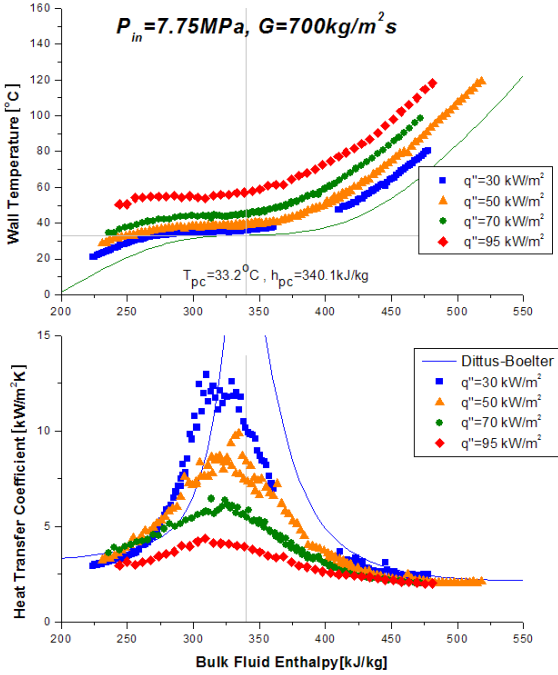 P_in=7.75MPa, G=700kg/m²s
Wall Temperature [°C]
160
140
120
100
80
60
40
20
0
q"=30 kW/m²
q"=50 kW/m²
q"=70 kW/m²
q"=95 kW/m²
T_pc=33.2°C , h_pc=340.1kJ/kg
200 250 300 350 400 450 500 550
Heat Transfer Coefficient [kW/m²K]
15
10
5
0
Dittus-Boelter
q"=30 kW/m²
q"=50 kW/m²
q"=70 kW/m²
q"=95 kW/m²
200 250 300 350 400 450 500 550
Bulk Fluid Enthalpy[kJ/kg]